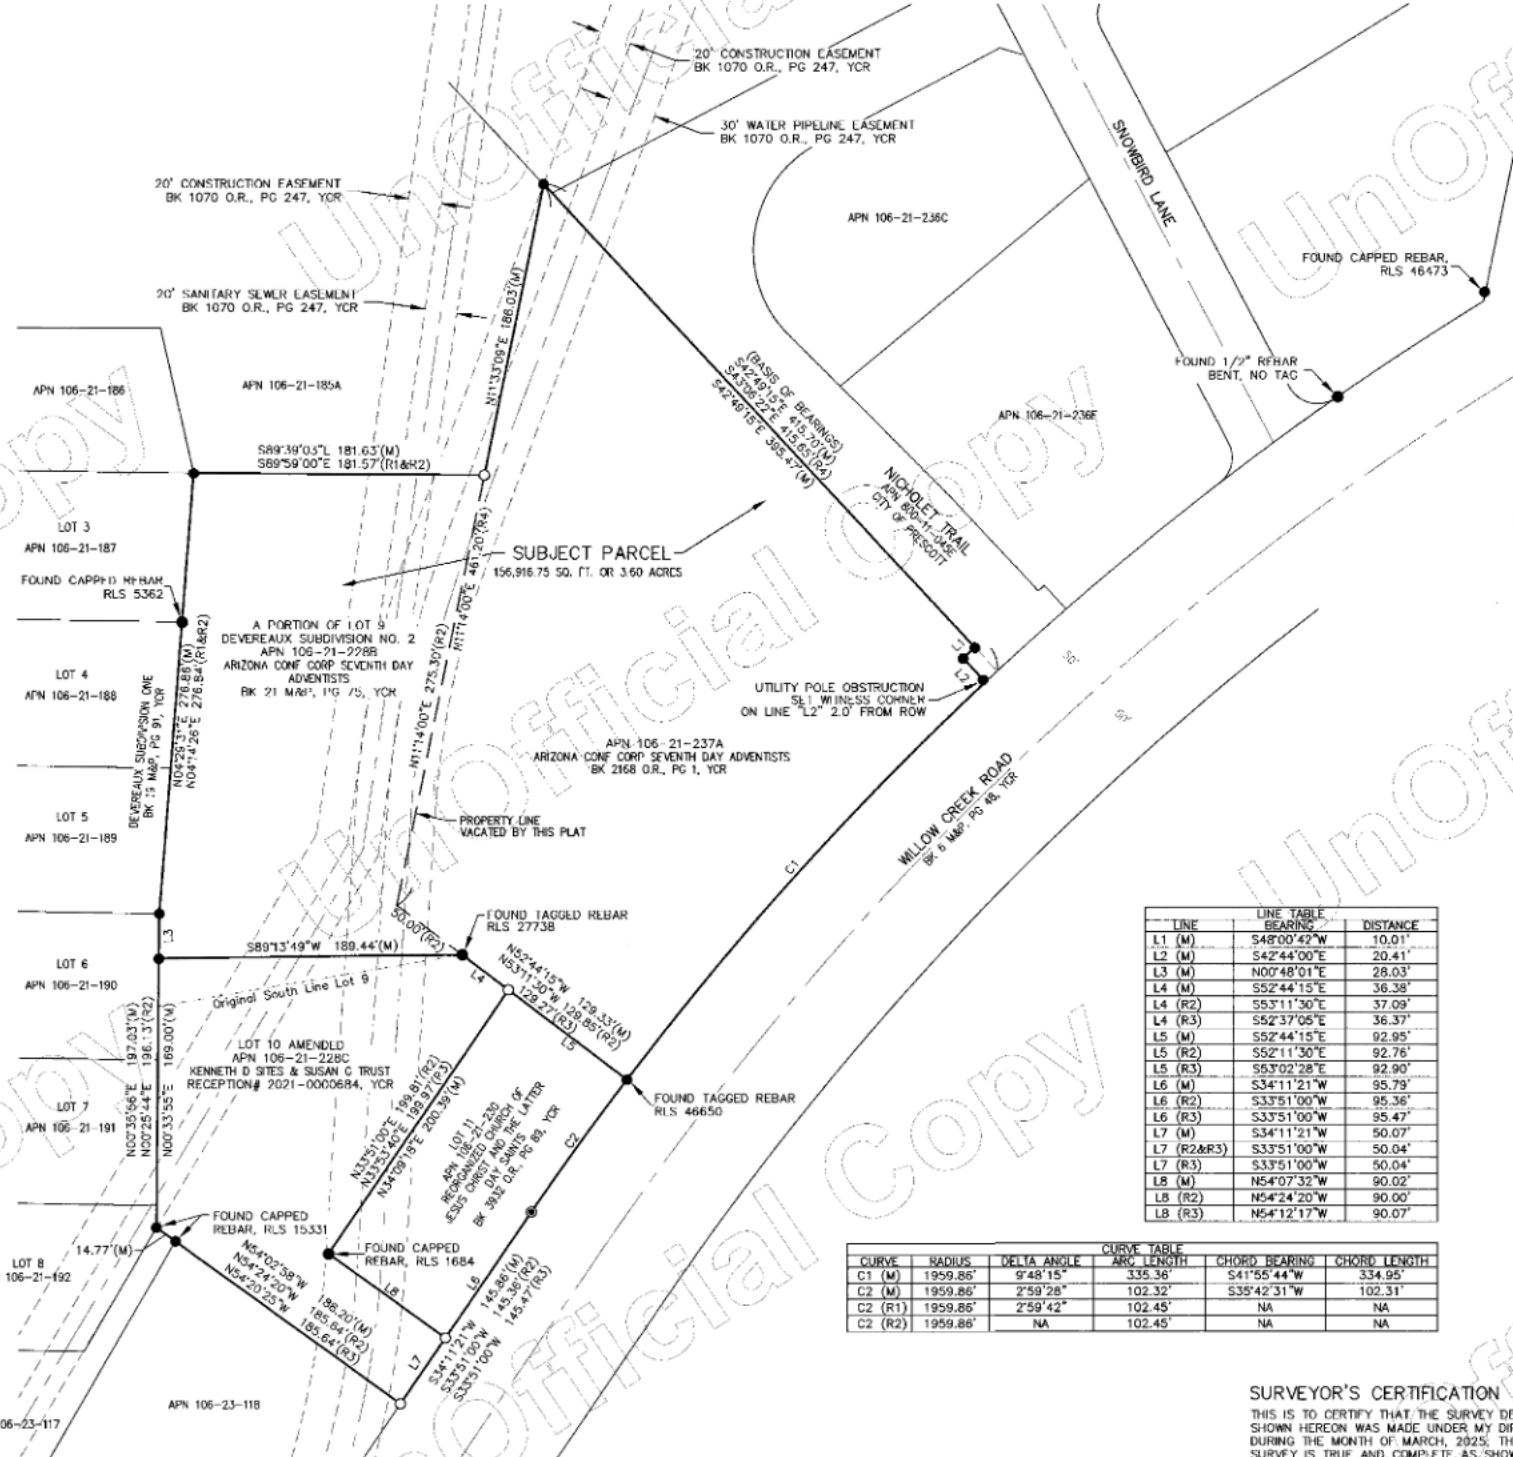 20' CONSTRUCTION EASEMENT
BK 1070 O.R., PG 247, YCR
30' WATER PIPELINE EASEMENT
BK 1070 O.R., PG 247, YCR
20' CONSTRUCTION EASEMENT
BK 1070 O.R., PG 247, YCR
20' SANITARY SEWER EASEMENT
BK 1070 O.R., PG 247, YCR
SNOWBIRD LANE
APN 106-21-236C
FOUND CAPPED REBAR,
RLS 46473
FOUND 1/2" REBAR
BENT, NO TAG
APN 106-21-236E
APN 106-21-186
APN 106-21-185A
N11°33'09"E 186.03'(M)
(BASIS OF BEARINGS)
S42°49'15"E 415.70'(M)
S43°06'22"E 415.65'(R4)
S42°49'15"E 395.47'(M)
S89°39'03"E 181.63'(M)
S89°59'00"E 181.57'(R1&R2)
NICHOLET TRAIL
APN 800-11-045E
CITY OF PRESCOTT
LOT 3
APN 106-21-187
FOUND CAPPED REBAR
RLS 5362
SUBJECT PARCEL
156,916.75 SQ. FT. OR 3.60 ACRES
N11°14'00"E 461.20'(R4)
N11°14'00"E 275.30'(R2)
A PORTION OF LOT 9
DEVEREAUX SUBDIVISION NO. 2
APN 106-21-228B
ARIZONA CONF CORP SEVENTH DAY
ADVENTISTS
BK 21 M&P, PG 75, YCR
LOT 4
APN 106-21-188
DEVEREAUX SUBDIVISION ONE
BK 19 M&P, PG 91, YCR
N04°29'31"E 276.86'(M)
N04°14'26"E 276.84'(R1&R2)
L1
L2
UTILITY POLE OBSTRUCTION
SET WITNESS CORNER
ON LINE "L2" 2.0' FROM ROW
50'
50'
APN 106-21-237A
ARIZONA CONF CORP SEVENTH DAY ADVENTISTS
BK 2168 O.R., PG 1, YCR
WILLOW CREEK ROAD
BK 6 M&P, PG 48, YCR
LOT 5
APN 106-21-189
PROPERTY LINE
VACATED BY THIS PLAT
C1
50.00'(R2)
FOUND TAGGED REBAR
RLS 27738
L3
S89°13'49"W 189.44'(M)
LOT 6
APN 106-21-190
Original South Line Lot 9
L4
N52°44'15"W 129.33'(M)
N53°11'30"W 129.85'(R2)
129.27'(R3)
L5
N00°35'56"E 197.03'(M)
N00°25'44"E 196.13'(R2)
N00°33'55"E 169.00'(M)
LOT 10 AMENDED
APN 106-21-228C
KENNETH D SITES & SUSAN G TRUST
RECEPTION# 2021-0000684, YCR
LOT 7
APN 106-21-191
N33°51'00"E 199.81'(R2)
N33°53'40"E 199.97'(R3)
N34°09'18"E 200.39'(M)
LOT 11
APN 106-21-230
REORGANIZED CHURCH OF
JESUS CHRIST AND THE LATTER
DAY SAINTS
BK 3932 O.R., PG 89, YCR
C2
FOUND TAGGED REBAR
RLS 46650
FOUND CAPPED
REBAR, RLS 15331
14.77'(M)
FOUND CAPPED
REBAR, RLS 1684
LOT 8
106-21-192
N54°02'58"W 188.20'(M)
N54°24'20"W 185.84'(R2)
N54°20'25"W 185.64'(R3)
L8
L6
145.86'(M)
145.36'(R2)
145.47'(R3)
L7
S34°11'21"W
S33°51'00"W
S33°51'00"W
APN 106-23-118
06-23-117
LINE TABLE
LINE BEARING DISTANCE
L1 (M) S48°00'42"W 10.01'
L2 (M) S42°44'00"E 20.41'
L3 (M) N00°48'01"E 28.03'
L4 (M) S52°44'15"E 36.38'
L4 (R2) S53°11'30"E 37.09'
L4 (R3) S52°37'05"E 36.37'
L5 (M) S52°44'15"E 92.95'
L5 (R2) S52°11'30"E 92.76'
L5 (R3) S53°02'28"E 92.90'
L6 (M) S34°11'21"W 95.79'
L6 (R2) S33°51'00"W 95.36'
L6 (R3) S33°51'00"W 95.47'
L7 (M) S34°11'21"W 50.07'
L7 (R2&R3) S33°51'00"W 50.04'
L7 (R3) S33°51'00"W 50.04'
L8 (M) N54°07'32"W 90.02'
L8 (R2) N54°24'20"W 90.00'
L8 (R3) N54°12'17"W 90.07'
CURVE TABLE
CURVE RADIUS DELTA ANGLE ARC LENGTH CHORD BEARING CHORD LENGTH
C1 (M) 1959.86' 9°48'15" 335.36' S41°55'44"W 334.95'
C2 (M) 1959.86' 2°59'28" 102.32' S35°42'31"W 102.31'
C2 (R1) 1959.86' 2°59'42" 102.45' NA NA
C2 (R2) 1959.86' NA 102.45' NA NA
SURVEYOR'S CERTIFICATION
THIS IS TO CERTIFY THAT THE SURVEY DE
SHOWN HEREON WAS MADE UNDER MY DIR
DURING THE MONTH OF MARCH, 2025; TH
SURVEY IS TRUE AND COMPLETE AS SHOW
UnOfficial Copy